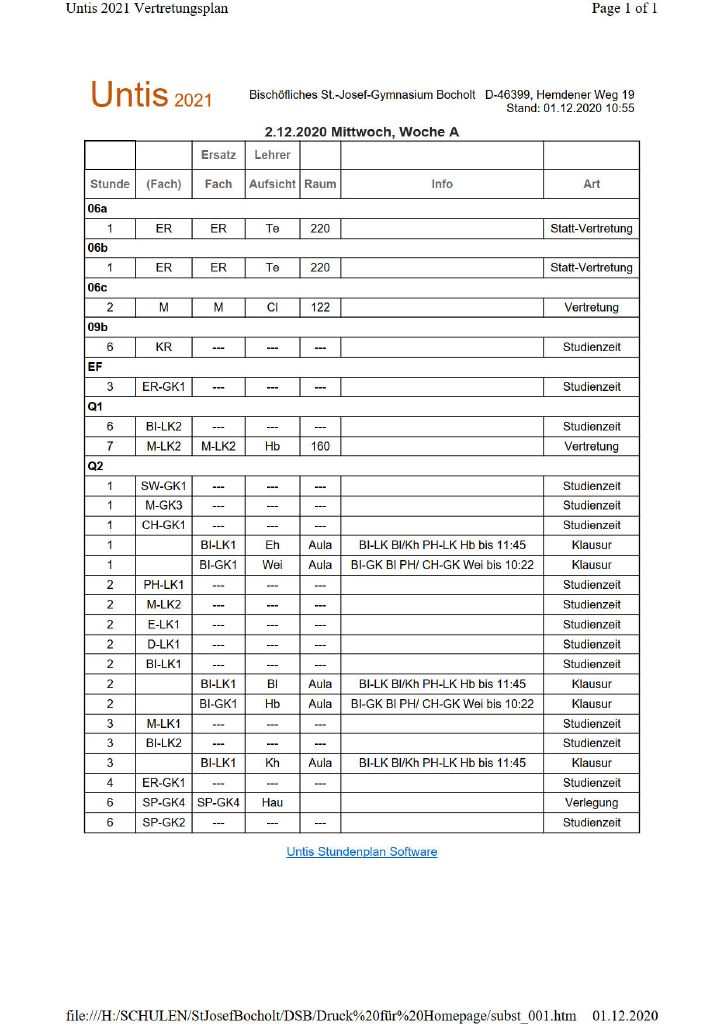 Untis 2021 Vertretungsplan Page 1 of 1
Untis 2021 Bischöfliches St.-Josef-Gymnasium Bocholt D-46399, Hemdener Weg 19
Stand: 01.12.2020 10:55
2.12.2020 Mittwoch, Woche A
Ersatz Lehrer
Stunde (Fach) Fach Aufsicht Raum Info Art
06a
1 ER ER Te 220 Statt-Vertretung
06b
1 ER ER Te 220 Statt-Vertretung
06c
2 M M Cl 122 Vertretung
09b
6 KR --- --- --- Studienzeit
EF
3 ER-GK1 --- --- --- Studienzeit
Q1
6 BI-LK2 --- --- --- Studienzeit
7 M-LK2 M-LK2 Hb 160 Vertretung
Q2
1 SW-GK1 --- --- --- Studienzeit
1 M-GK3 --- --- --- Studienzeit
1 CH-GK1 --- --- --- Studienzeit
1 BI-LK1 Eh Aula BI-LK Bl/Kh PH-LK Hb bis 11:45 Klausur
1 BI-GK1 Wei Aula BI-GK Bl PH/ CH-GK Wei bis 10:22 Klausur
2 PH-LK1 --- --- --- Studienzeit
2 M-LK2 --- --- --- Studienzeit
2 E-LK1 --- --- --- Studienzeit
2 D-LK1 --- --- --- Studienzeit
2 BI-LK1 --- --- --- Studienzeit
2 BI-LK1 Bl Aula BI-LK Bl/Kh PH-LK Hb bis 11:45 Klausur
2 BI-GK1 Hb Aula BI-GK Bl PH/ CH-GK Wei bis 10:22 Klausur
3 M-LK1 --- --- --- Studienzeit
3 BI-LK2 --- --- --- Studienzeit
3 BI-LK1 Kh Aula BI-LK Bl/Kh PH-LK Hb bis 11:45 Klausur
4 ER-GK1 --- --- --- Studienzeit
6 SP-GK4 SP-GK4 Hau Verlegung
6 SP-GK2 --- --- --- Studienzeit
Untis Stundenplan Software
file:///H:/SCHULEN/StJosefBocholt/DSB/Druck%20für%20Homepage/subst_001.htm 01.12.2020